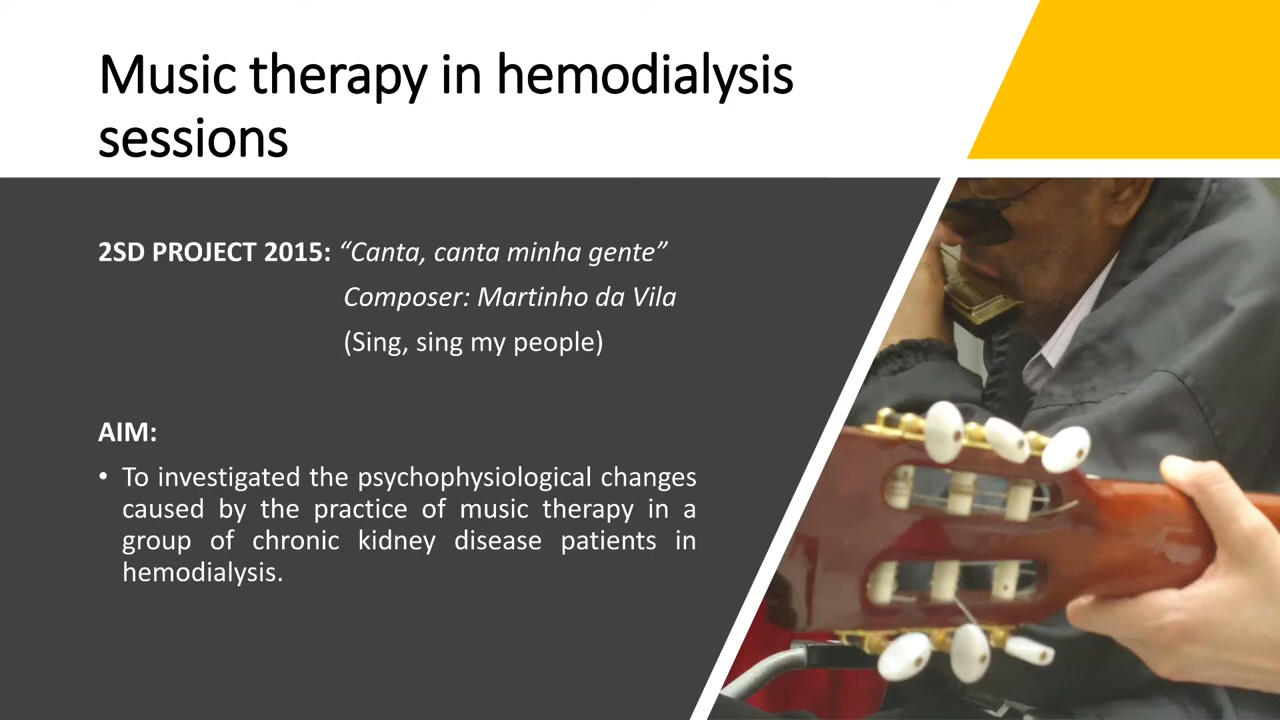 Music therapy in hemodialysis
sessions
2SD PROJECT 2015: “Canta, canta minha gente”
Composer: Martinho da Vila
(Sing, sing my people)
AIM:
• To investigated the psychophysiological changes
caused by the practice of music therapy in a
group of chronic kidney disease patients in
hemodialysis.